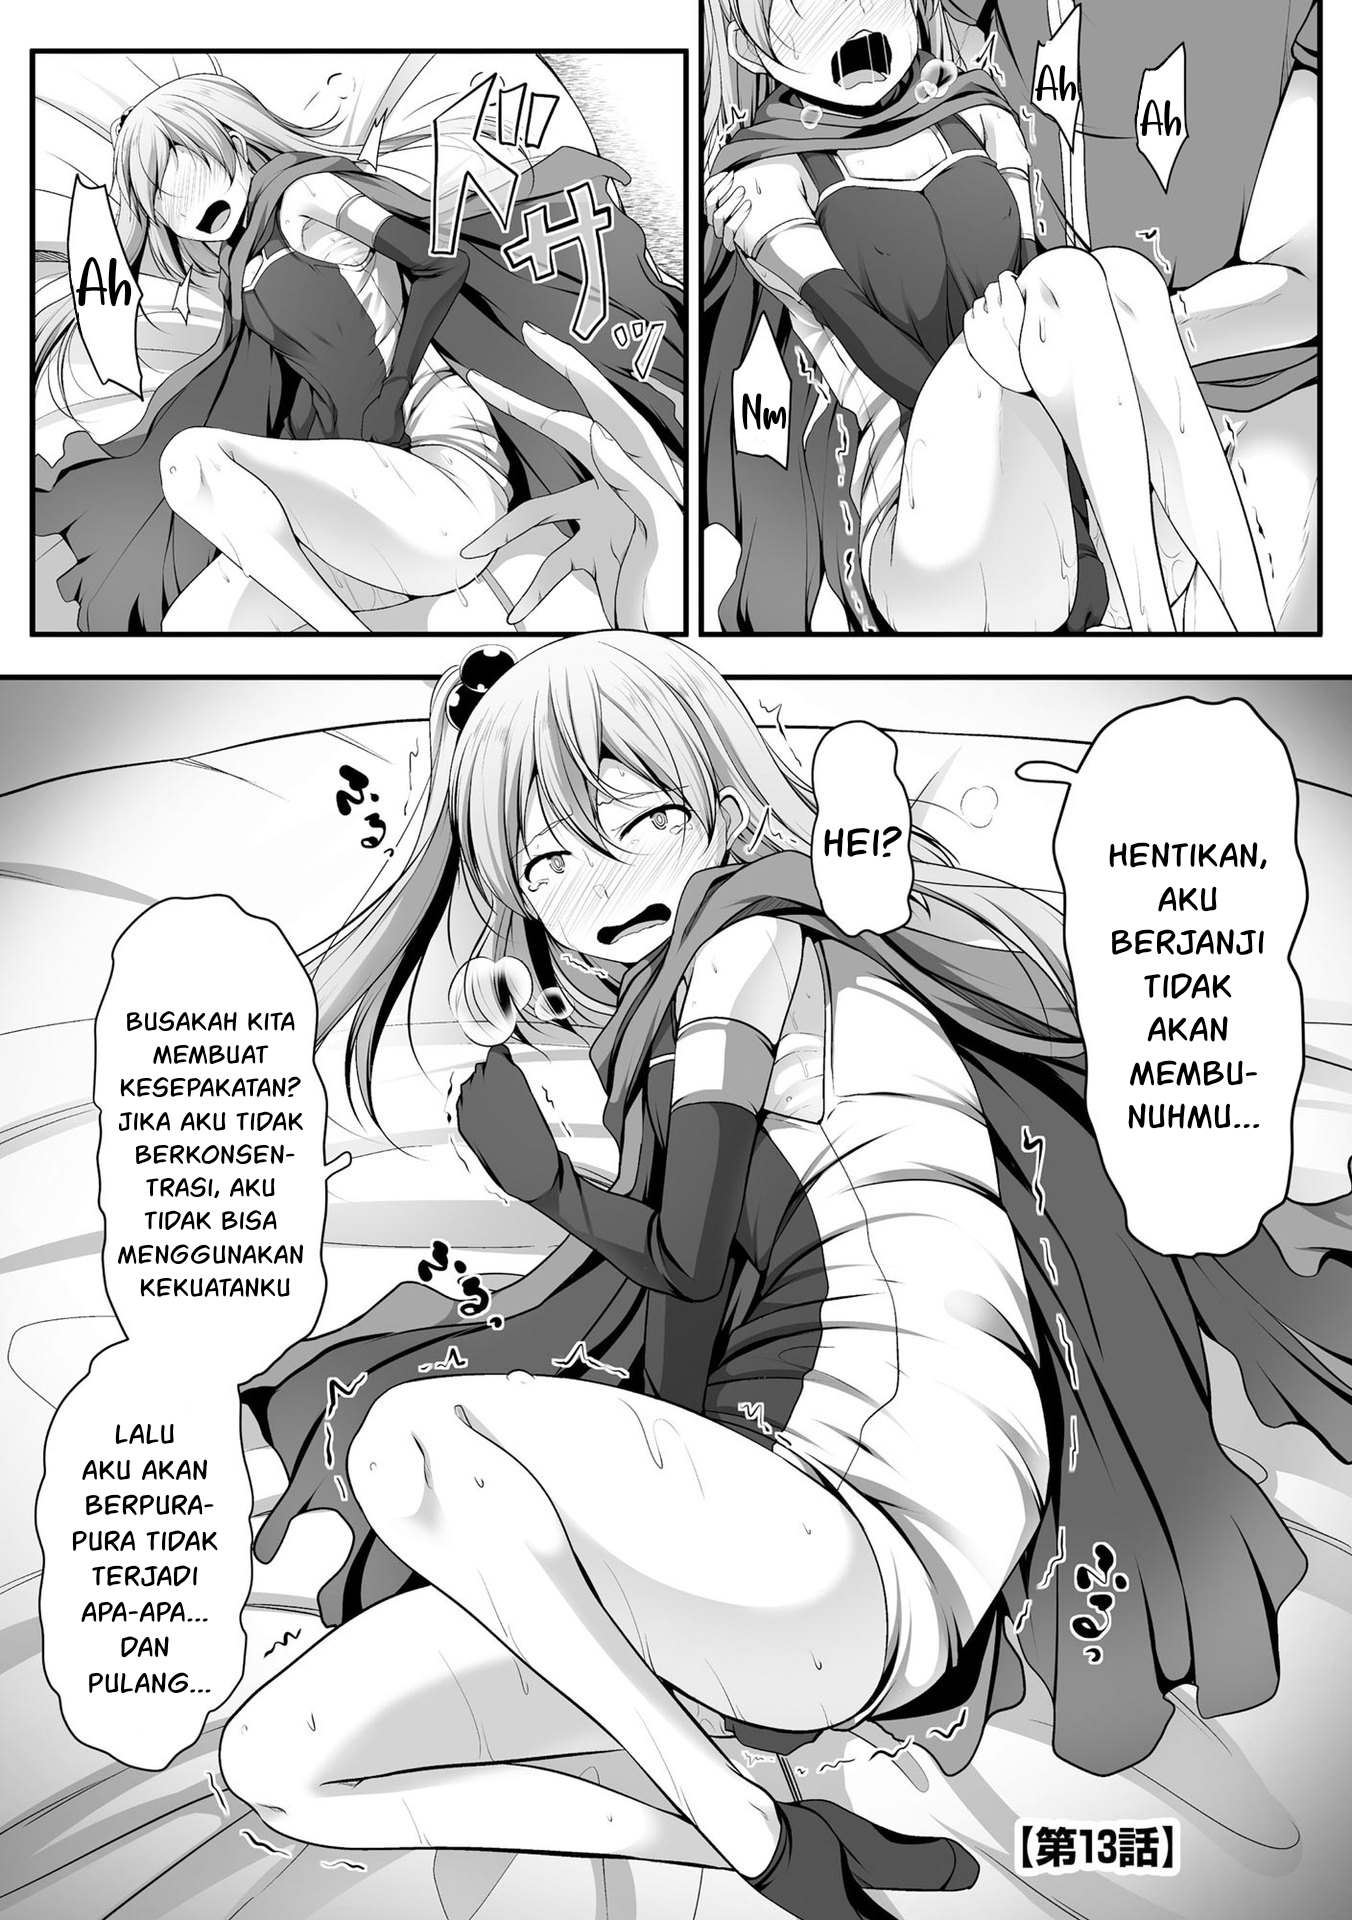 Ah
Ah
Nm
Ah
ドサッ
HENTIKAN,
AKU
BERJANJI
TIDAK
AKAN
MEMBU-
NUHMU...
HEI?
BUSAKAH KITA
MEMBUAT
KESEPAKATAN?
JIKA AKU TIDAK
BERKONSEN-
TRASI, AKU
TIDAK BISA
MENGGUNAKAN
KEKUATANKU
LALU
AKU AKAN
BERPURA-
PURA TIDAK
TERJADI
APA-APA...
DAN
PULANG...
【第13話】